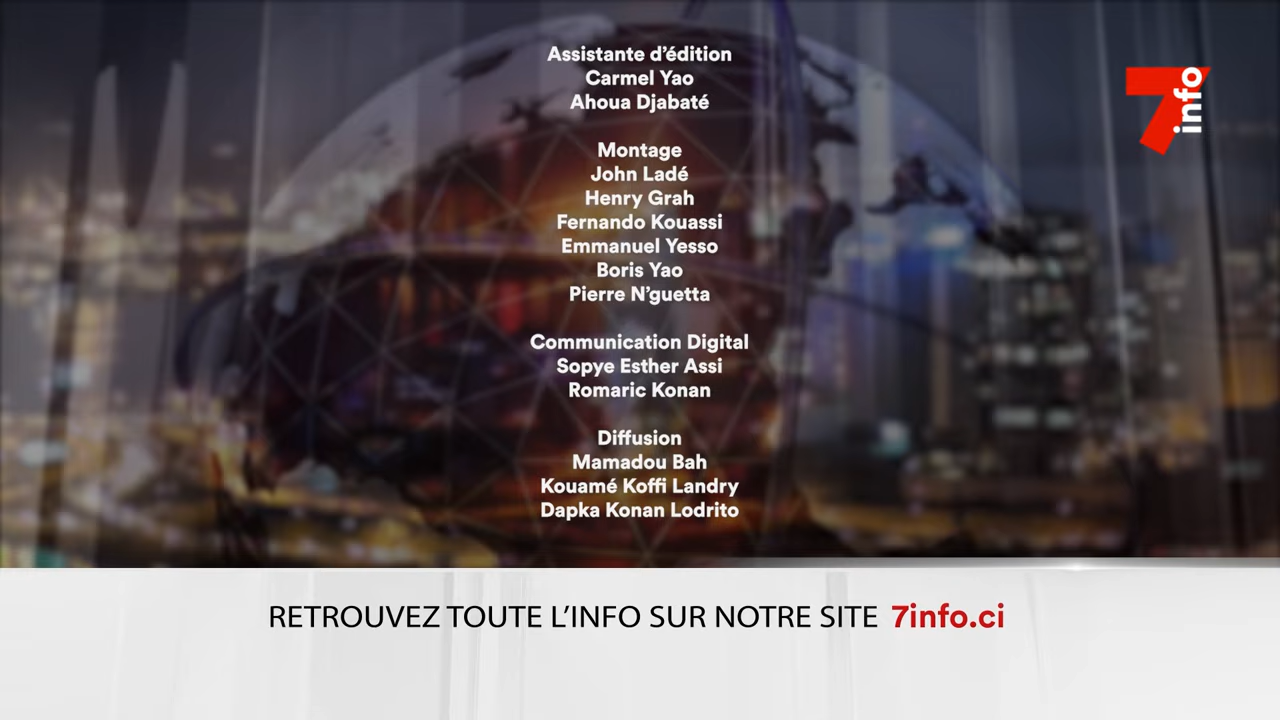 Assistante d'édition
Carmel Yao
Ahoua Djabaté
Montage
John Ladé
Henry Grah
Fernando Kouassi
Emmanuel Yesso
Boris Yao
Pierre N'guetta
Communication Digital
Sopye Esther Assi
Romaric Konan
Diffusion
Mamadou Bah
Kouamé Koffi Landry
Dapka Konan Lodrito
7info
RETROUVEZ TOUTE L'INFO SUR NOTRE SITE 7info.ci